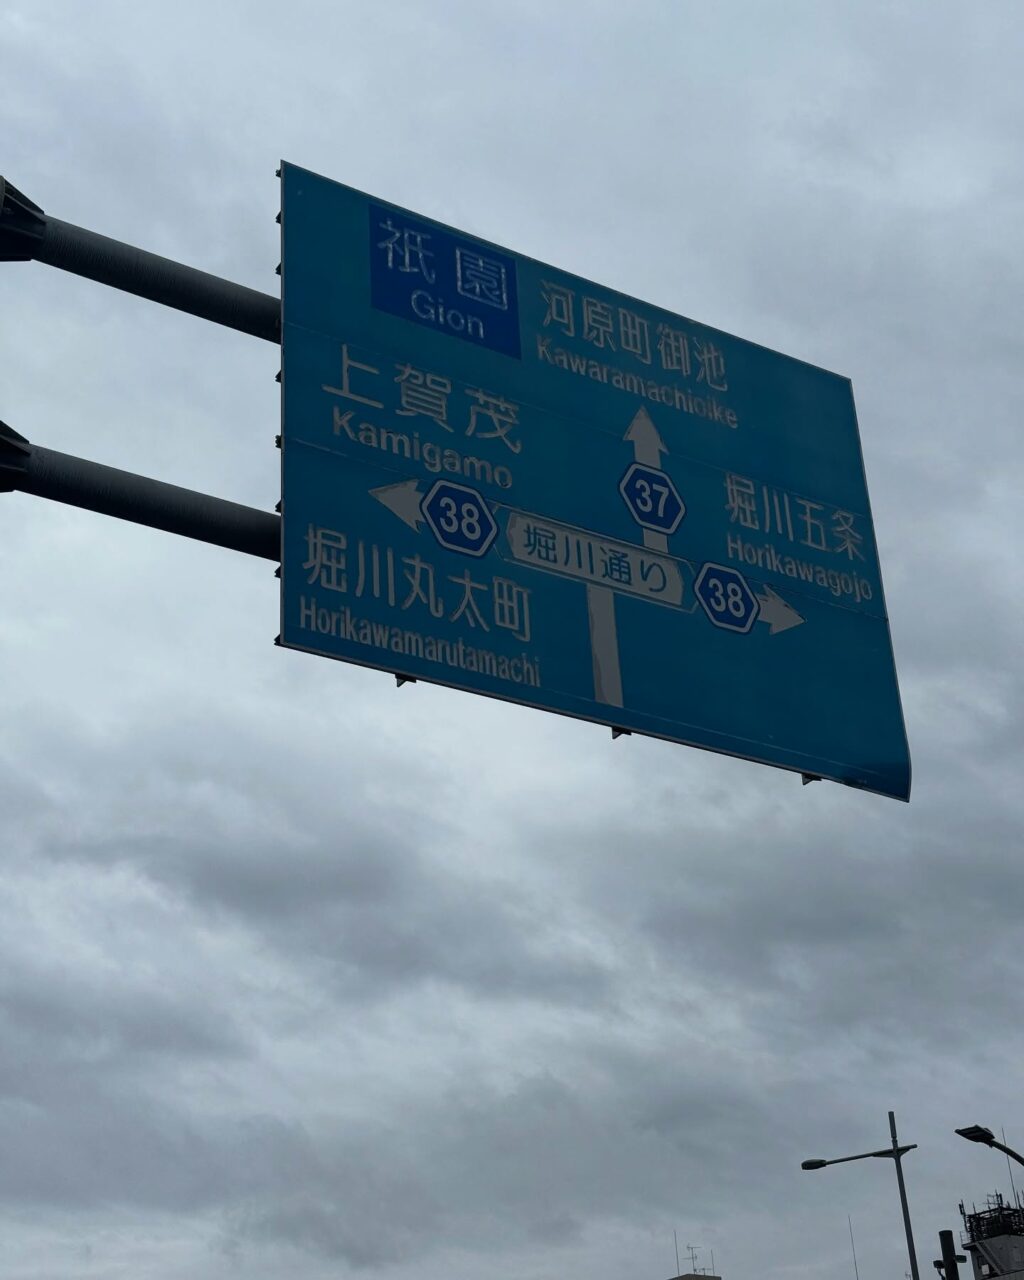 祇園
Gion
河原町御池
Kawaramachioike
上賀茂
Kamigamo
37
38
堀川通り
38
堀川五条
Horikawagojo
堀川丸太町
Horikawamarutamachi